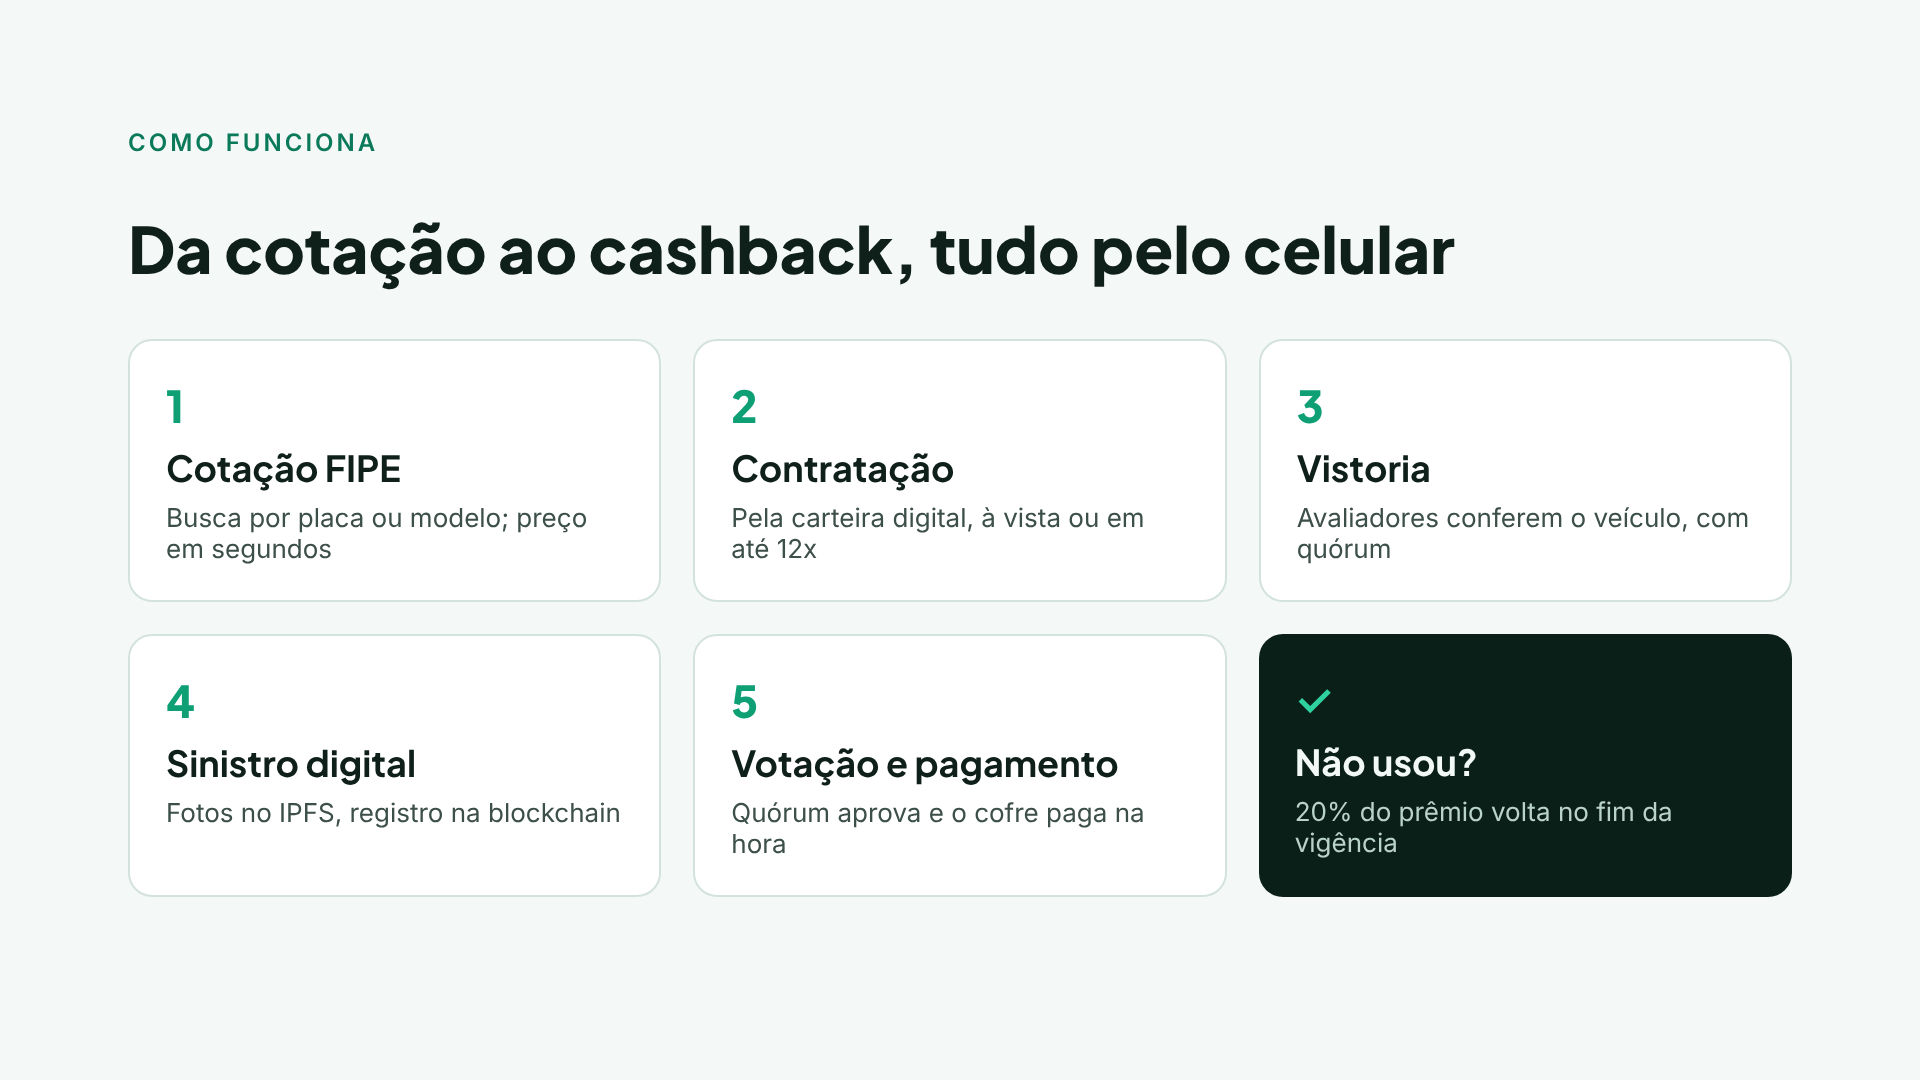 COMO FUNCIONA
Da cotação ao cashback, tudo pelo celular
1
Cotação FIPE
Busca por placa ou modelo; preço
em segundos
2
Contratação
Pela carteira digital, à vista ou em
até 12x
3
Vistoria
Avaliadores conferem o veículo, com
quórum
4
Sinistro digital
Fotos no IPFS, registro na blockchain
5
Votação e pagamento
Quórum aprova e o cofre paga na
hora
Não usou?
20% do prêmio volta no fim da
vigência